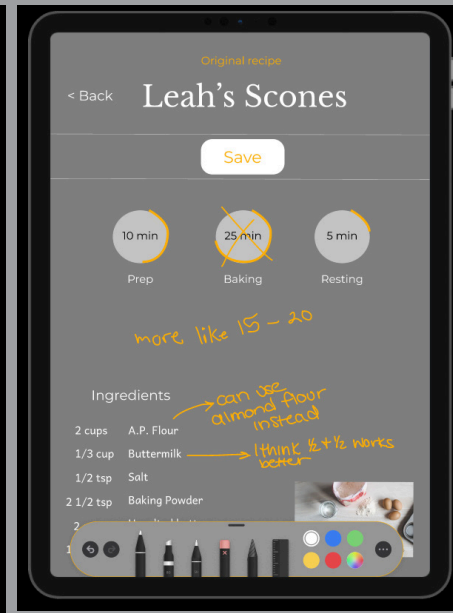 Original recipe
< Back
Leah's Scones
Save
10 min
25 min
5 min
Prep
Baking
Resting
more like 15 - 20
Ingredients
can use
almond flour
instead
2 cups A.P. Flour
1/3 cup Buttermilk
I think ½ + ½ works
better
1/2 tsp Salt
2 1/2 tsp Baking Powder
2
1